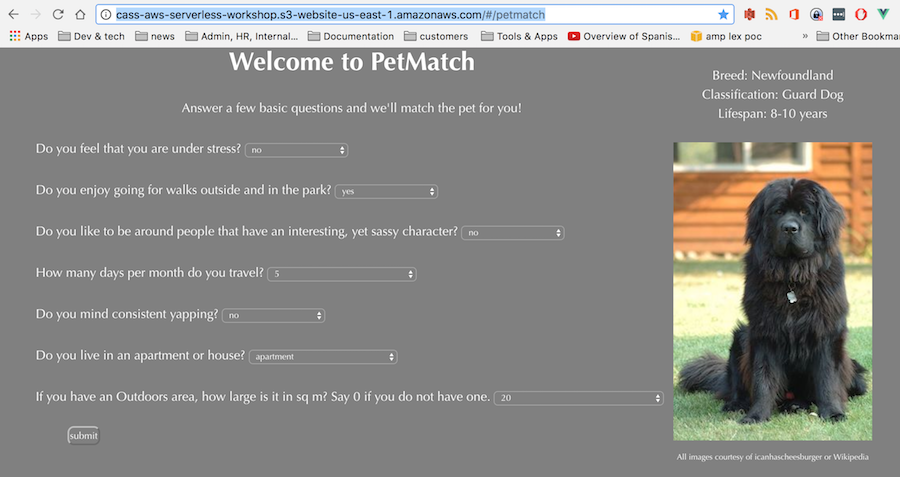 cass-aws-serverless-workshop.s3-website-us-east-1.amazonaws.com/#/petmatch
Apps Dev & tech news Admin, HR, Internal... Documentation customers Tools & Apps Overview of Spanis... amp lex poc » Other Bookmar
Welcome to PetMatch
Answer a few basic questions and we'll match the pet for you!
Do you feel that you are under stress? no
Do you enjoy going for walks outside and in the park? yes
Do you like to be around people that have an interesting, yet sassy character? no
How many days per month do you travel? 5
Do you mind consistent yapping? no
Do you live in an apartment or house? apartment
If you have an Outdoors area, how large is it in sq m? Say 0 if you do not have one. 20
submit
Breed: Newfoundland
Classification: Guard Dog
Lifespan: 8-10 years
All images courtesy of icanhascheesburger or Wikipedia